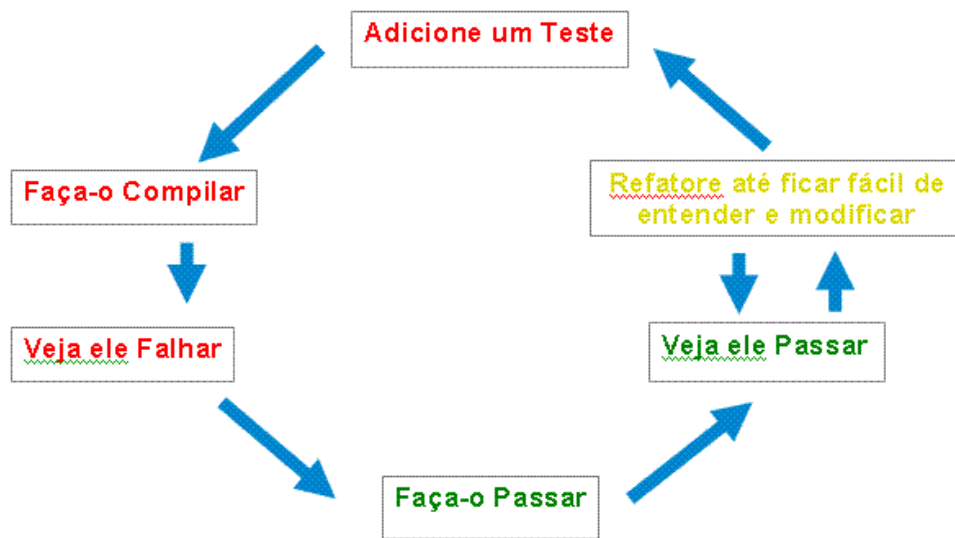 Adicione um Teste
Faça-o Compilar
Refatore até ficar fácil de
entender e modificar
Veja ele Falhar
Veja ele Passar
Faça-o Passar